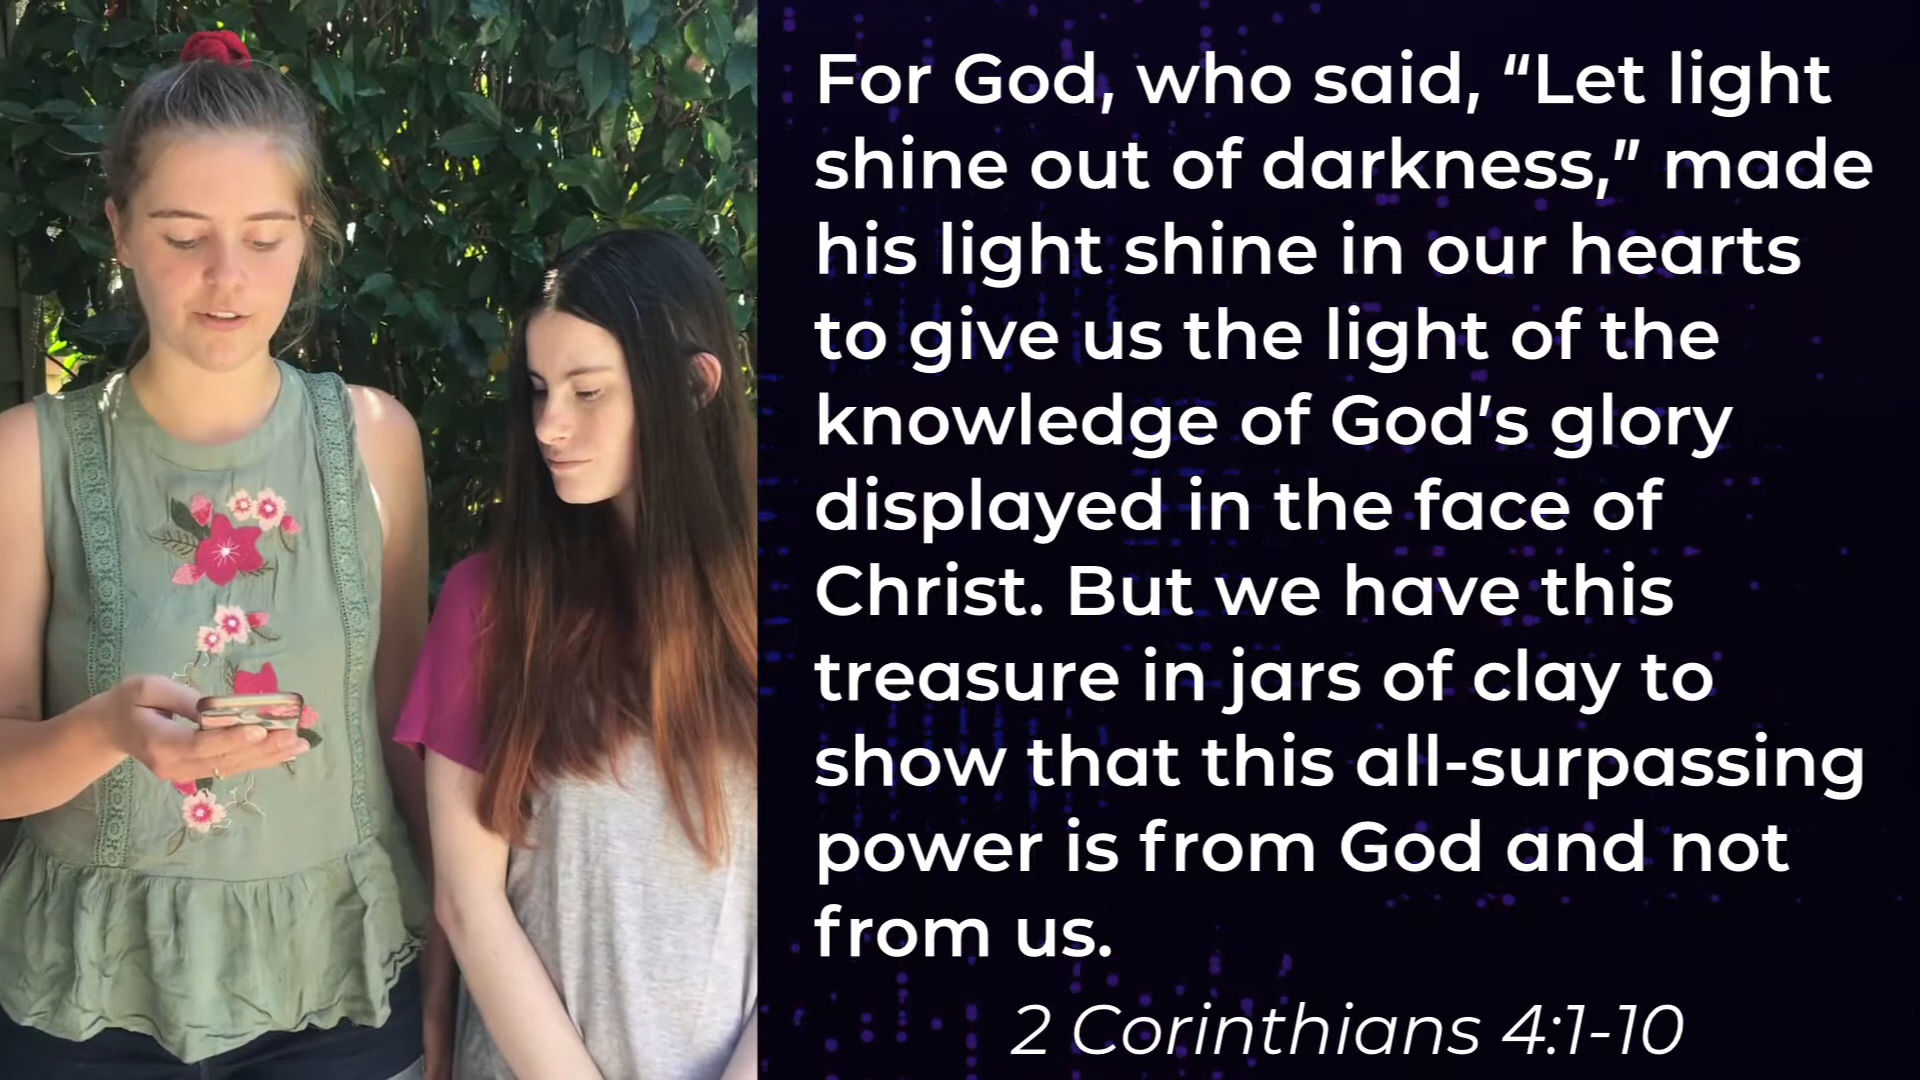 For God, who said, “Let light
shine out of darkness,” made
his light shine in our hearts
to give us the light of the
knowledge of God’s glory
displayed in the face of
Christ. But we have this
treasure in jars of clay to
show that this all-surpassing
power is from God and not
from us.
2 Corinthians 4:1-10